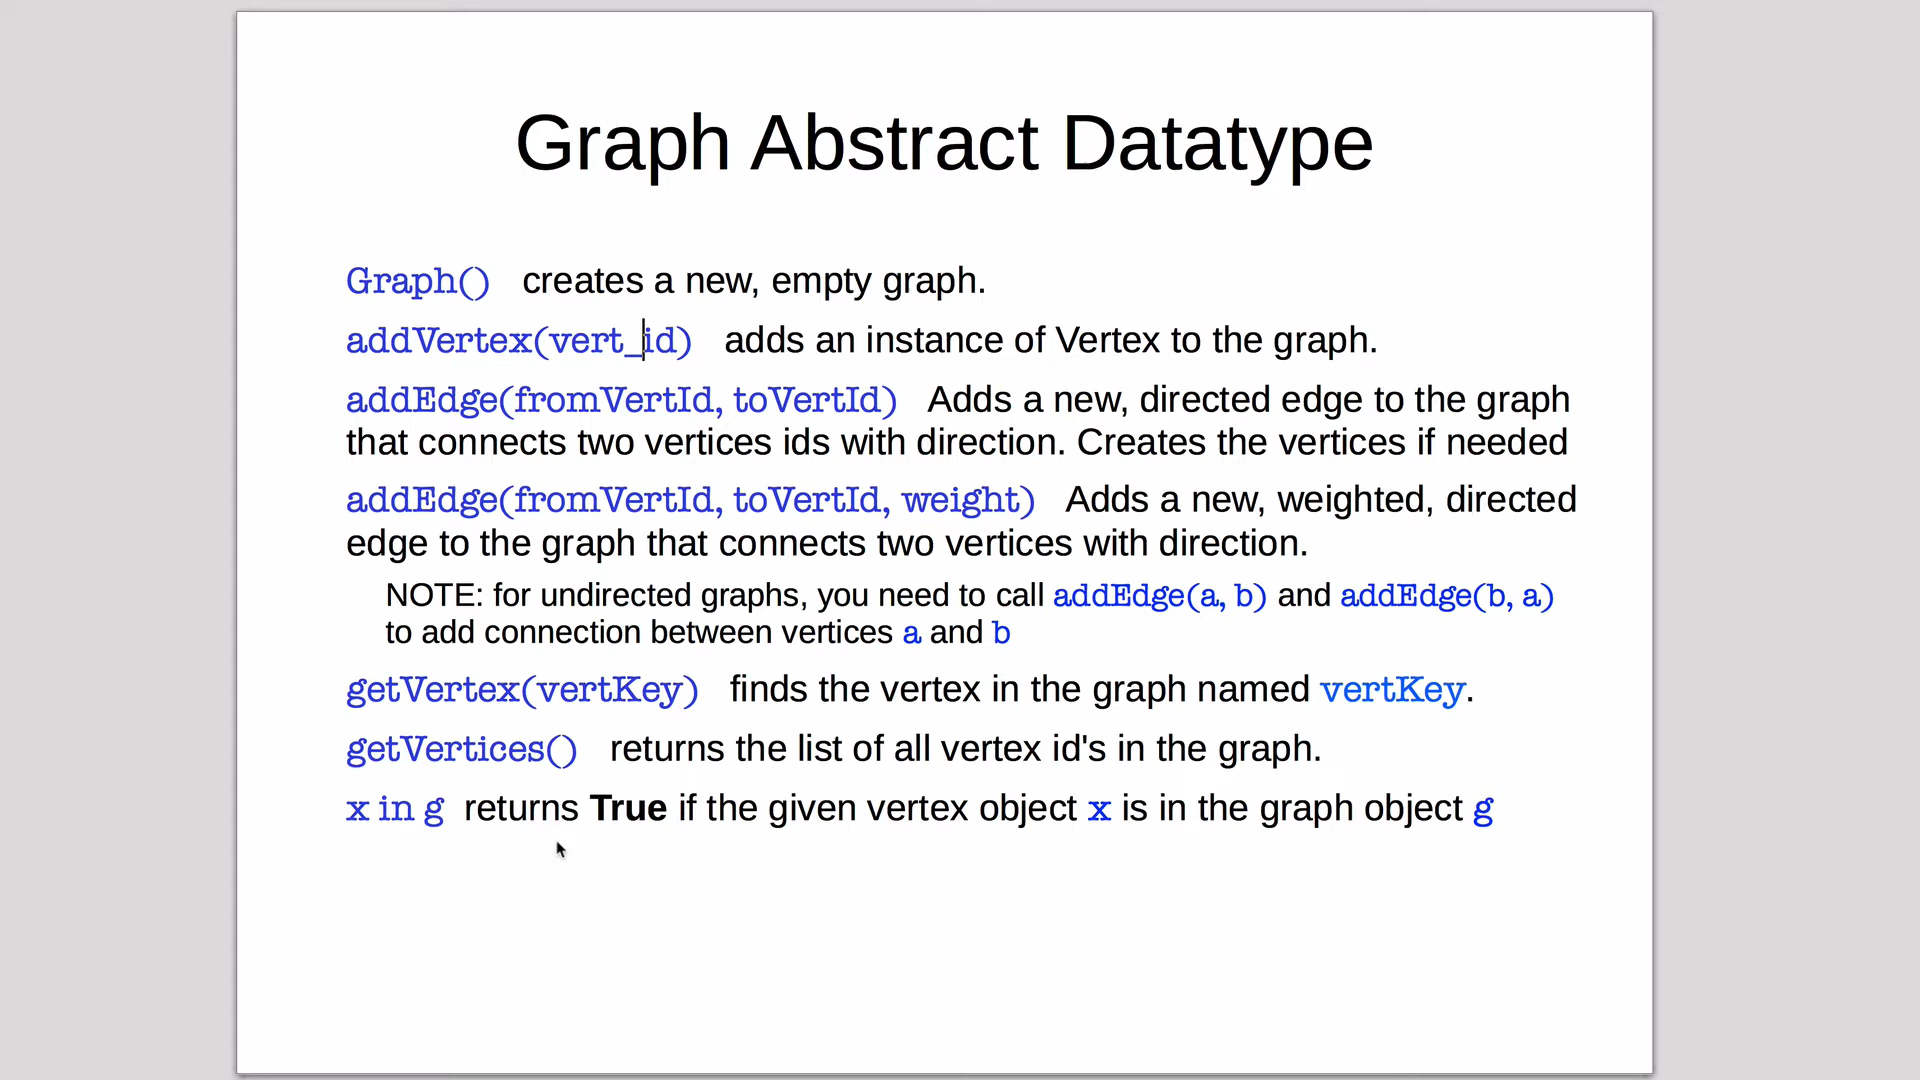 Graph Abstract Datatype
Graph() creates a new, empty graph.
addVertex(vert_id) adds an instance of Vertex to the graph.
addEdge(fromVertId, toVertId) Adds a new, directed edge to the graph
that connects two vertices ids with direction. Creates the vertices if needed
addEdge(fromVertId, toVertId, weight) Adds a new, weighted, directed
edge to the graph that connects two vertices with direction.
NOTE: for undirected graphs, you need to call addEdge(a, b) and addEdge(b, a)
to add connection between vertices a and b
getVertex(vertKey) finds the vertex in the graph named vertKey.
getVertices() returns the list of all vertex id's in the graph.
x in g returns True if the given vertex object x is in the graph object g